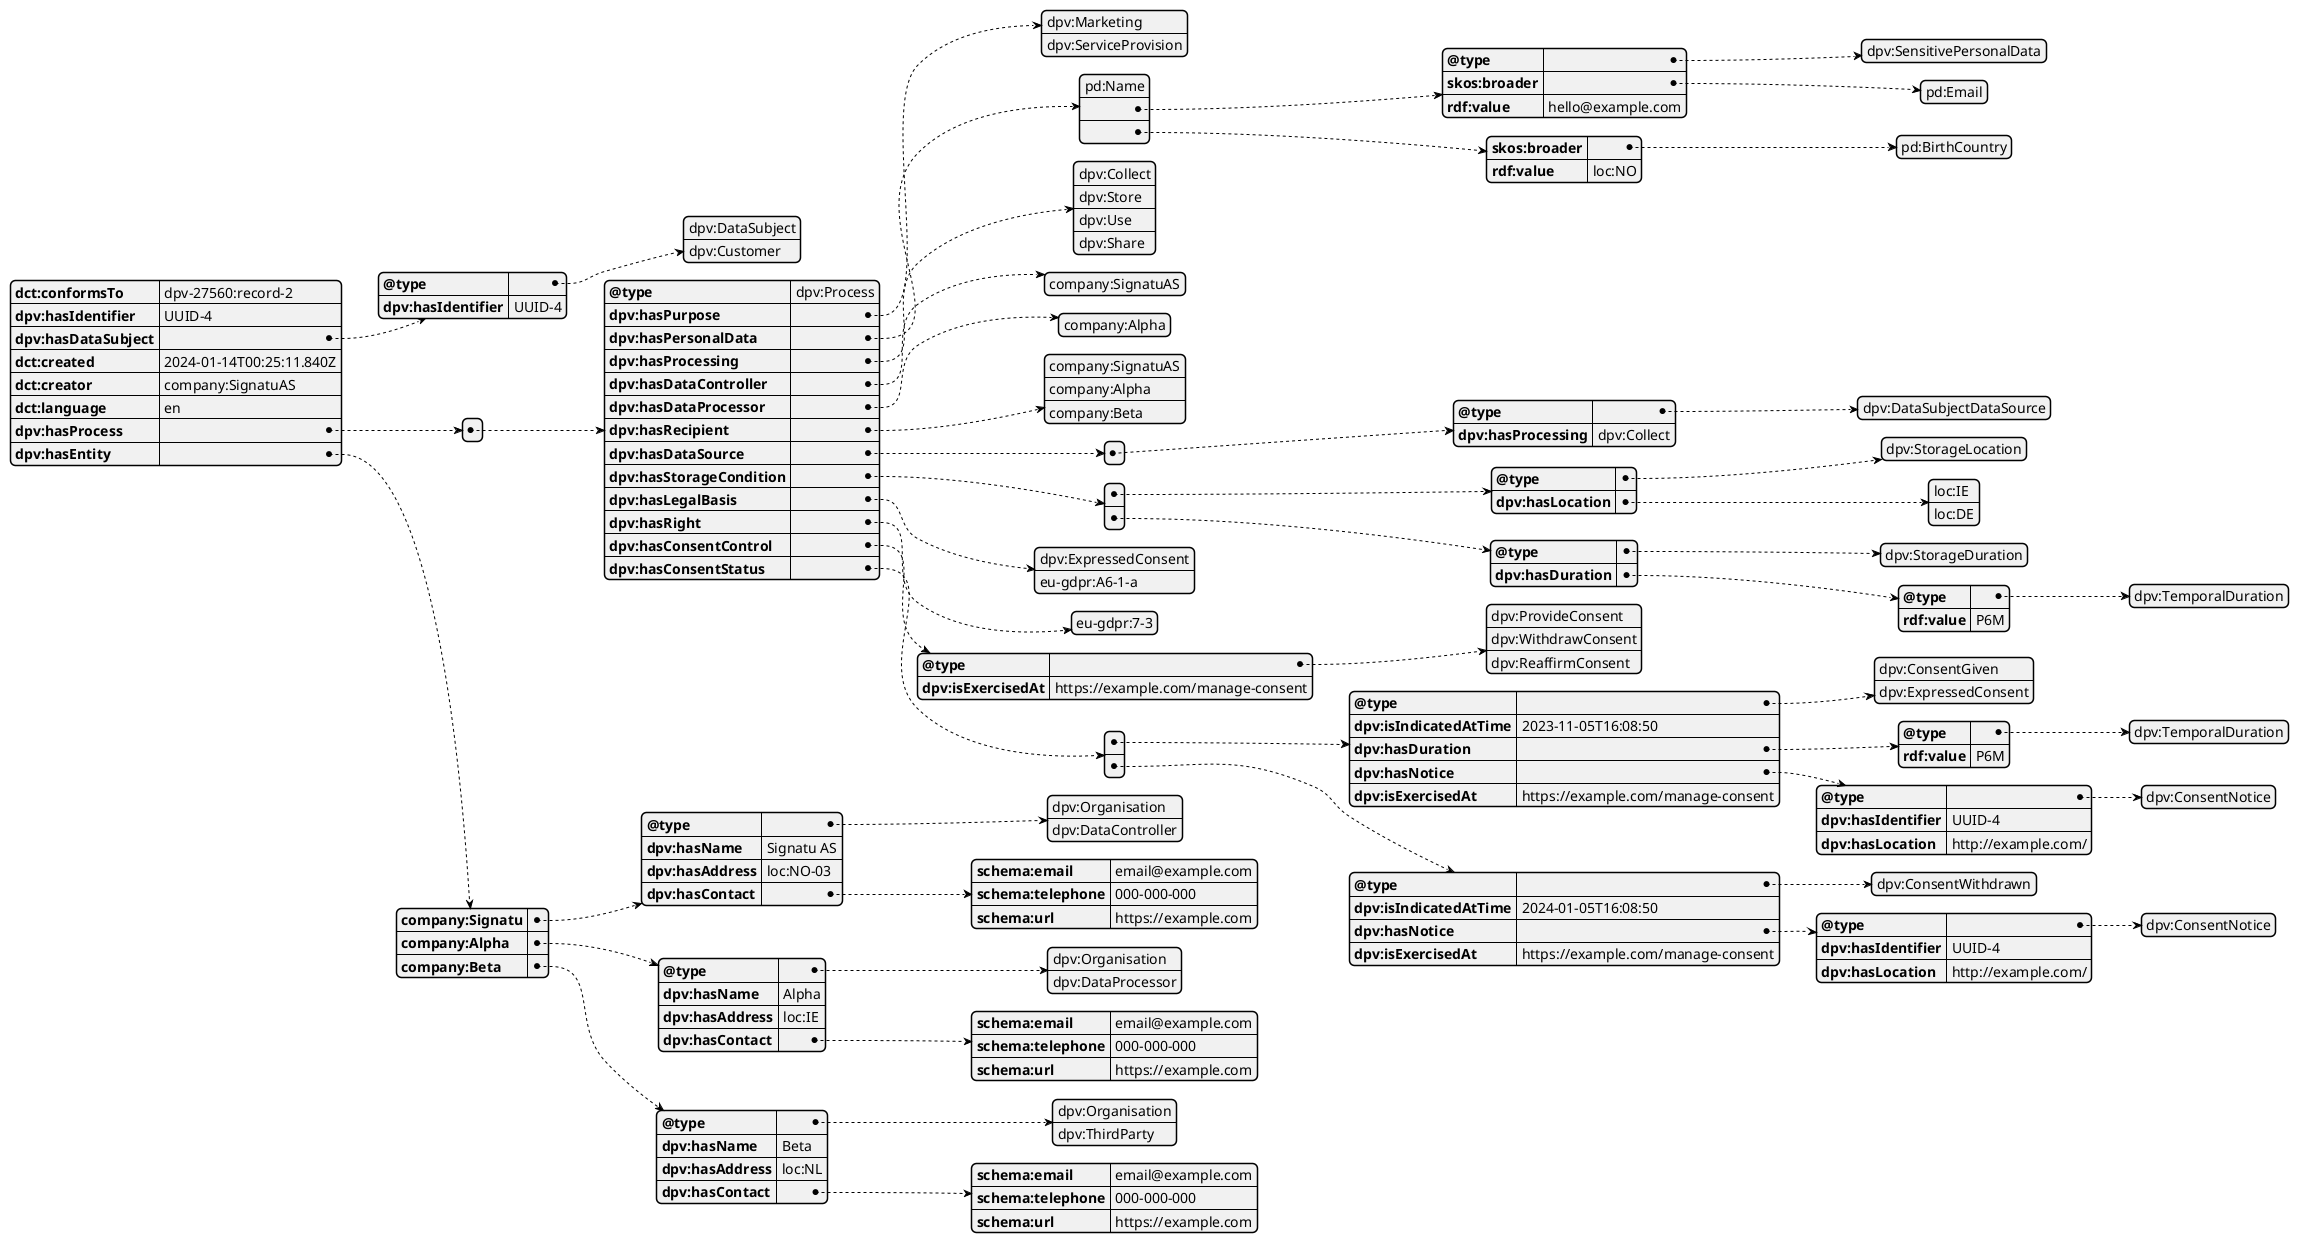 dct:conformsTo dpv-27560:record-2
dpv:hasIdentifier UUID-4
dpv:hasDataSubject
dct:created 2024-01-14T00:25:11.840Z
dct:creator company:SignatuAS
dct:language en
dpv:hasProcess
dpv:hasEntity
@type
dpv:hasIdentifier UUID-4
dpv:DataSubject
dpv:Customer
@type dpv:Process
dpv:hasPurpose
dpv:hasPersonalData
dpv:hasProcessing
dpv:hasDataController
dpv:hasDataProcessor
dpv:hasRecipient
dpv:hasDataSource
dpv:hasStorageCondition
dpv:hasLegalBasis
dpv:hasRight
dpv:hasConsentControl
dpv:hasConsentStatus
dpv:Marketing
dpv:ServiceProvision
pd:Name
@type
skos:broader
rdf:value hello@example.com
dpv:SensitivePersonalData
pd:Email
skos:broader
rdf:value loc:NO
pd:BirthCountry
dpv:Collect
dpv:Store
dpv:Use
dpv:Share
company:SignatuAS
company:Alpha
company:SignatuAS
company:Alpha
company:Beta
@type
dpv:hasProcessing dpv:Collect
dpv:DataSubjectDataSource
@type
dpv:hasLocation
dpv:StorageLocation
loc:IE
loc:DE
@type
dpv:hasDuration
dpv:StorageDuration
@type
rdf:value P6M
dpv:TemporalDuration
dpv:ExpressedConsent
eu-gdpr:A6-1-a
eu-gdpr:7-3
@type
dpv:isExercisedAt https://example.com/manage-consent
dpv:ProvideConsent
dpv:WithdrawConsent
dpv:ReaffirmConsent
@type
dpv:isIndicatedAtTime 2023-11-05T16:08:50
dpv:hasDuration
dpv:hasNotice
dpv:isExercisedAt https://example.com/manage-consent
dpv:ConsentGiven
dpv:ExpressedConsent
@type
rdf:value P6M
dpv:TemporalDuration
@type
dpv:hasIdentifier UUID-4
dpv:hasLocation http://example.com/
dpv:ConsentNotice
@type
dpv:isIndicatedAtTime 2024-01-05T16:08:50
dpv:hasNotice
dpv:isExercisedAt https://example.com/manage-consent
dpv:ConsentWithdrawn
@type
dpv:hasIdentifier UUID-4
dpv:hasLocation http://example.com/
dpv:ConsentNotice
company:Signatu
company:Alpha
company:Beta
@type
dpv:hasName Signatu AS
dpv:hasAddress loc:NO-03
dpv:hasContact
dpv:Organisation
dpv:DataController
schema:email email@example.com
schema:telephone 000-000-000
schema:url https://example.com
@type
dpv:hasName Alpha
dpv:hasAddress loc:IE
dpv:hasContact
dpv:Organisation
dpv:DataProcessor
schema:email email@example.com
schema:telephone 000-000-000
schema:url https://example.com
@type
dpv:hasName Beta
dpv:hasAddress loc:NL
dpv:hasContact
dpv:Organisation
dpv:ThirdParty
schema:email email@example.com
schema:telephone 000-000-000
schema:url https://example.com